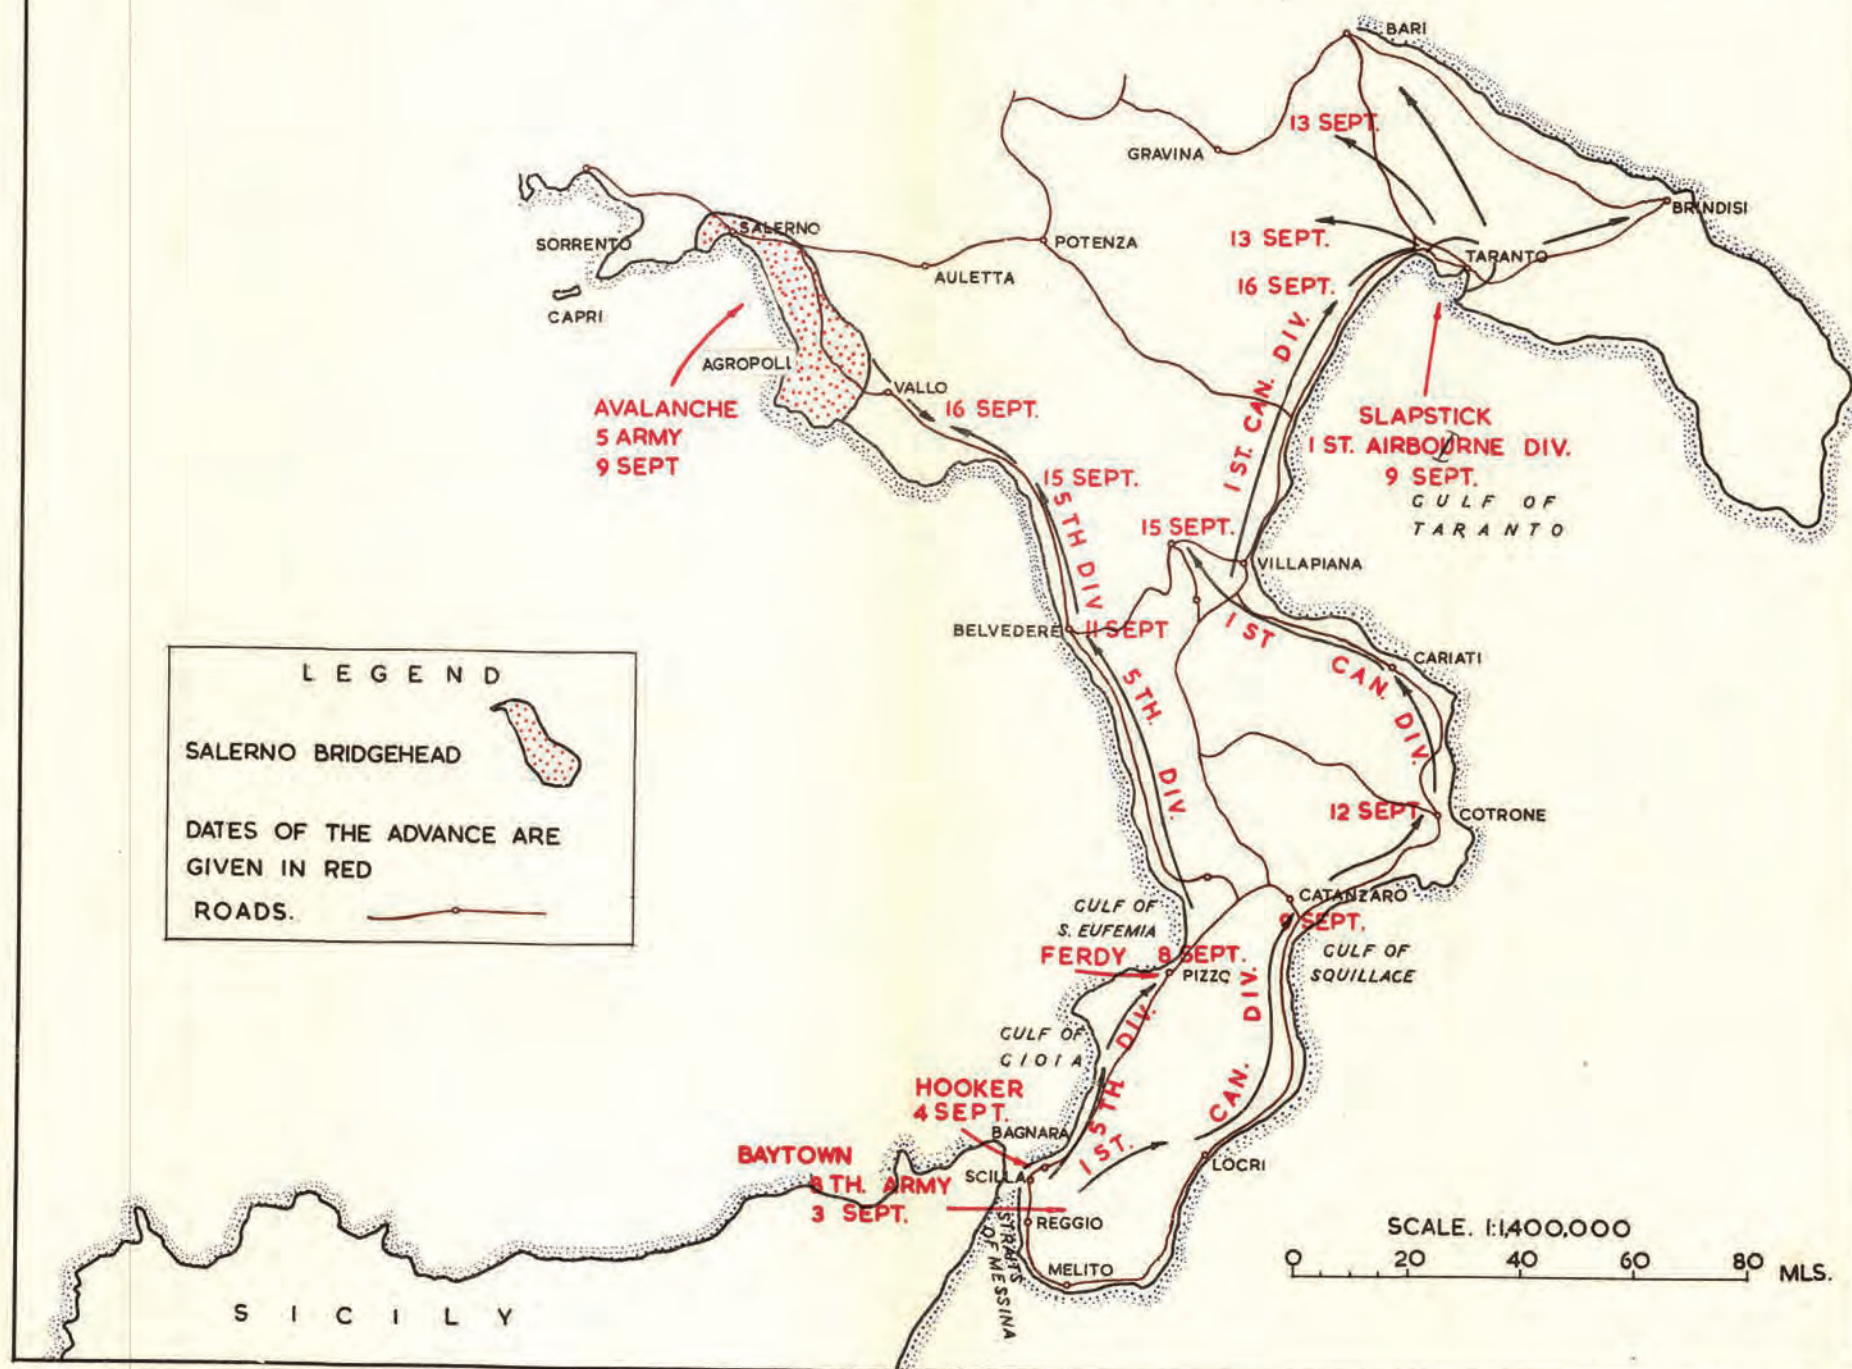 BARI
13 SEPT.
GRAVINA
BRINDISI
SALERNO
SORRENTO
POTENZA
13 SEPT.
TARANTO
AULETTA
16 SEPT.
CAPRI
AGROPOLI
VALLO
AVALANCHE
5 ARMY
9 SEPT
16 SEPT.
1 ST. CAN. DIV.
SLAPSTICK
1 ST. AIRBOURNE DIV.
9 SEPT.
GULF OF
TARANTO
15 SEPT.
5 TH DIV
15 SEPT.
VILLAPIANA
BELVEDERE
11 SEPT
1 ST CAN. DIV.
CARIATI
5 TH. DIV.
LEGEND
SALERNO BRIDGEHEAD
DATES OF THE ADVANCE ARE
GIVEN IN RED
ROADS.
12 SEPT.
COTRONE
CATANZARO
9 SEPT.
GULF OF
S. EUFEMIA
FERDY 8 SEPT.
PIZZO
GULF OF
SQUILLACE
GULF OF
GIOIA
5 TH DIV.
1 ST. CAN. DIV.
HOOKER
4 SEPT.
BAGNARA
BAYTOWN
8 TH. ARMY
3 SEPT.
SCILLA
LOCRI
REGGIO
STRAITS
OF MESSINA
MELITO
SICILY
SCALE. 1:1,400,000
0 20 40 60 80 MLS.